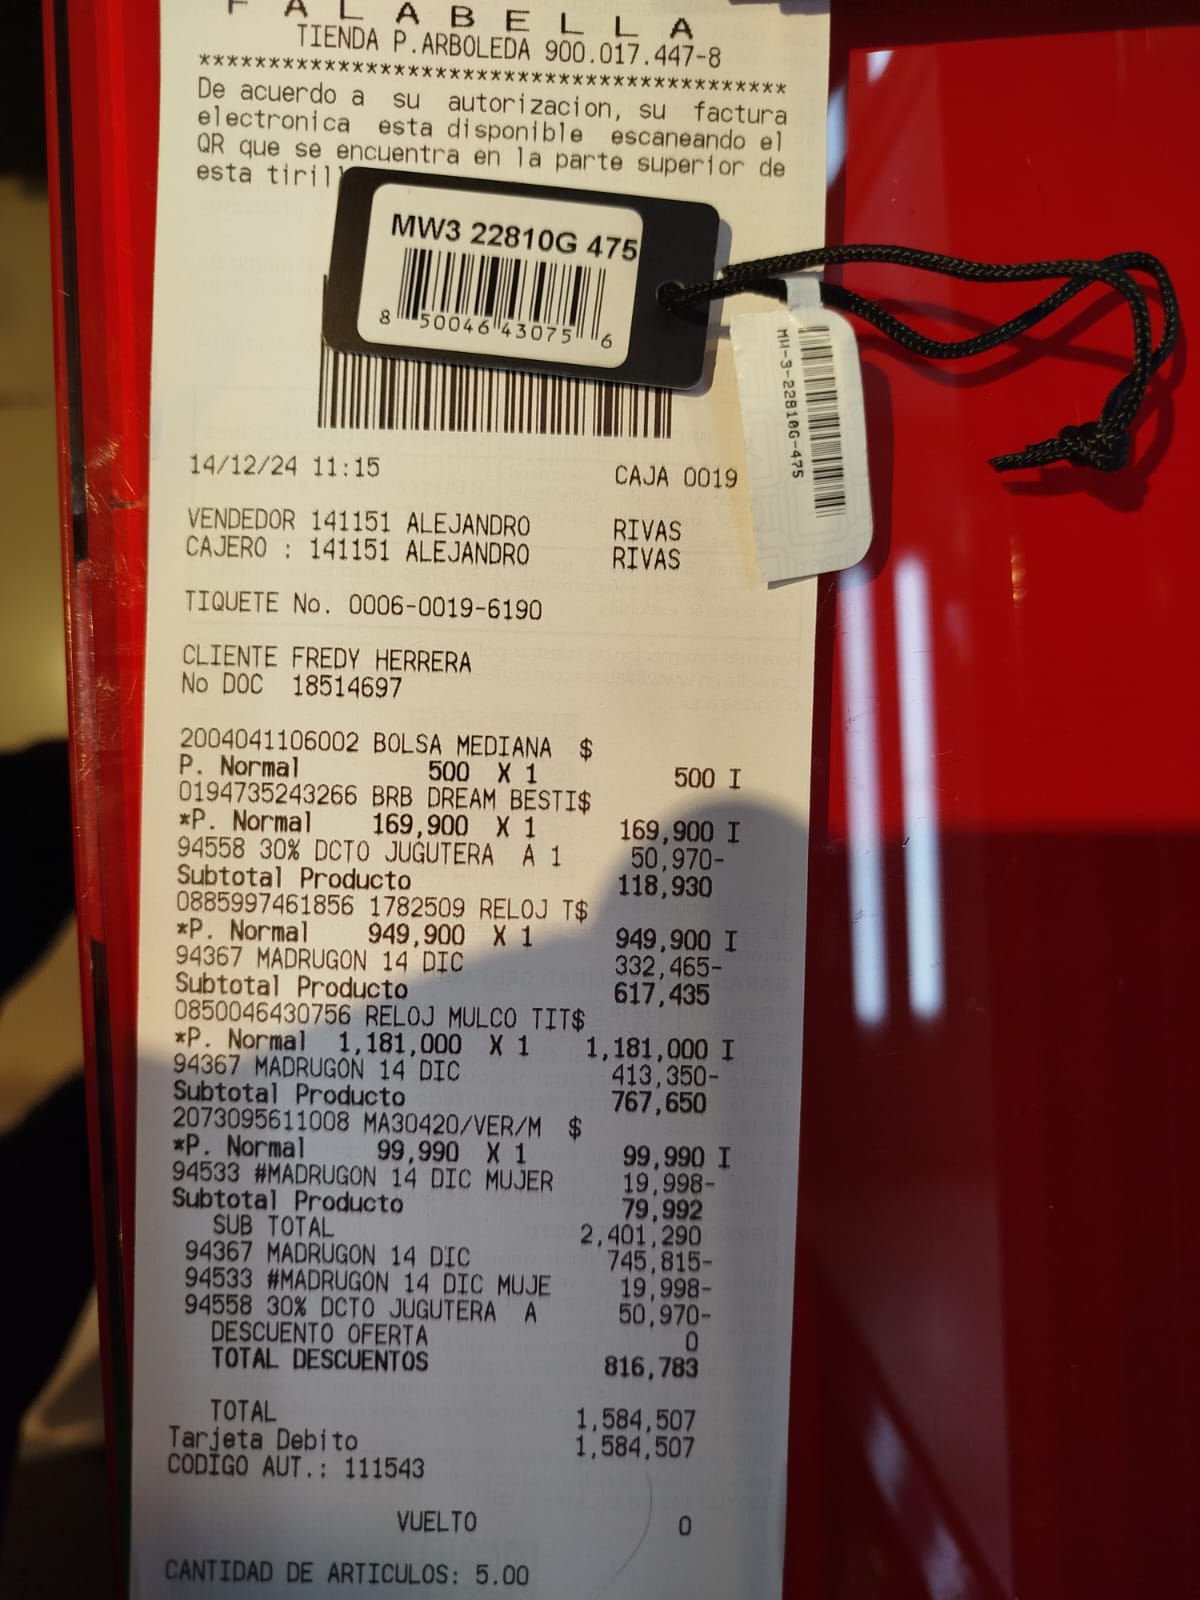 FALABELLA
TIENDA P.ARBOLEDA 900.017.447-8
******************************************
De acuerdo a su autorizacion, su factura
electronica esta disponible escaneando el
QR que se encuentra en la parte superior de
esta tirill
MW3 22810G 475
8 50046 43075 6
MW-3-22810G-475
14/12/24 11:15 CAJA 0019
VENDEDOR 141151 ALEJANDRO RIVAS
CAJERO : 141151 ALEJANDRO RIVAS
TIQUETE No. 0006-0019-6190
CLIENTE FREDY HERRERA
No DOC 18514697
2004041106002 BOLSA MEDIANA $
P. Normal 500 X 1 500 I
0194735243266 BRB DREAM BESTI$
*P. Normal 169,900 X 1 169,900 I
94558 30% DCTO JUGUTERA A 1 50,970-
Subtotal Producto 118,930
0885997461856 1782509 RELOJ T$
*P. Normal 949,900 X 1 949,900 I
94367 MADRUGON 14 DIC 332,465-
Subtotal Producto 617,435
0850046430756 RELOJ MULCO TIT$
*P. Normal 1,181,000 X 1 1,181,000 I
94367 MADRUGON 14 DIC 413,350-
Subtotal Producto 767,650
2073095611008 MA30420/VER/M $
*P. Normal 99,990 X 1 99,990 I
94533 #MADRUGON 14 DIC MUJER 19,998-
Subtotal Producto 79,992
SUB TOTAL 2,401,290
94367 MADRUGON 14 DIC 745,815-
94533 #MADRUGON 14 DIC MUJE 19,998-
94558 30% DCTO JUGUTERA A 50,970-
DESCUENTO OFERTA 0
TOTAL DESCUENTOS 816,783
TOTAL 1,584,507
Tarjeta Debito 1,584,507
CODIGO AUT.: 111543
VUELTO 0
CANTIDAD DE ARTICULOS: 5.00